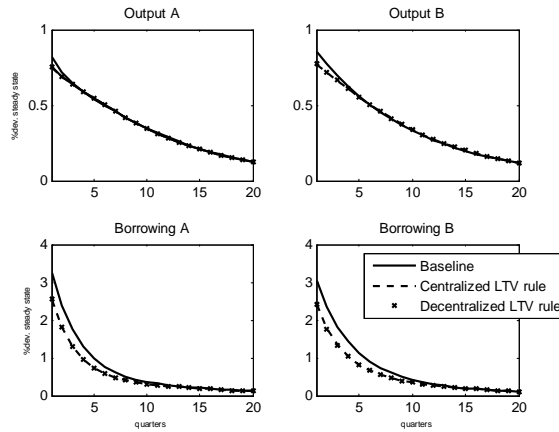 Output A
Output B
%dev. steady state
1
0.5
0
5
10
15
20
1
0.5
0
5
10
15
20
Borrowing A
Borrowing B
%dev. steady state
4
3
2
1
0
5
10
15
20
quarters
4
3
2
1
0
5
10
15
20
quarters
Baseline
Centralized LTV rule
Decentralized LTV rule